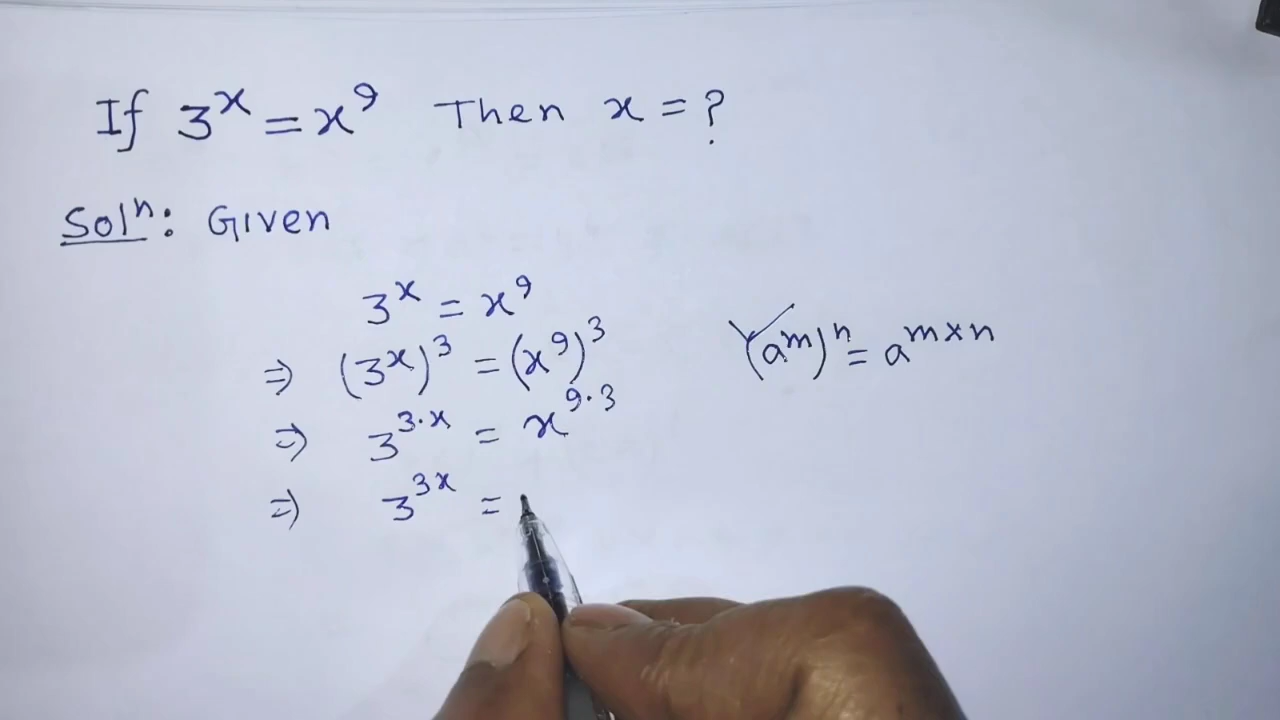 If 3^x = x^9 Then x = ?
Sol^n: Given
3^x = x^9
⇒ (3^x)^3 = (x^9)^3
(a^m)^n = a^{m×n}
⇒ 3^{3·x} = x^{9·3}
⇒ 3^{3x} =